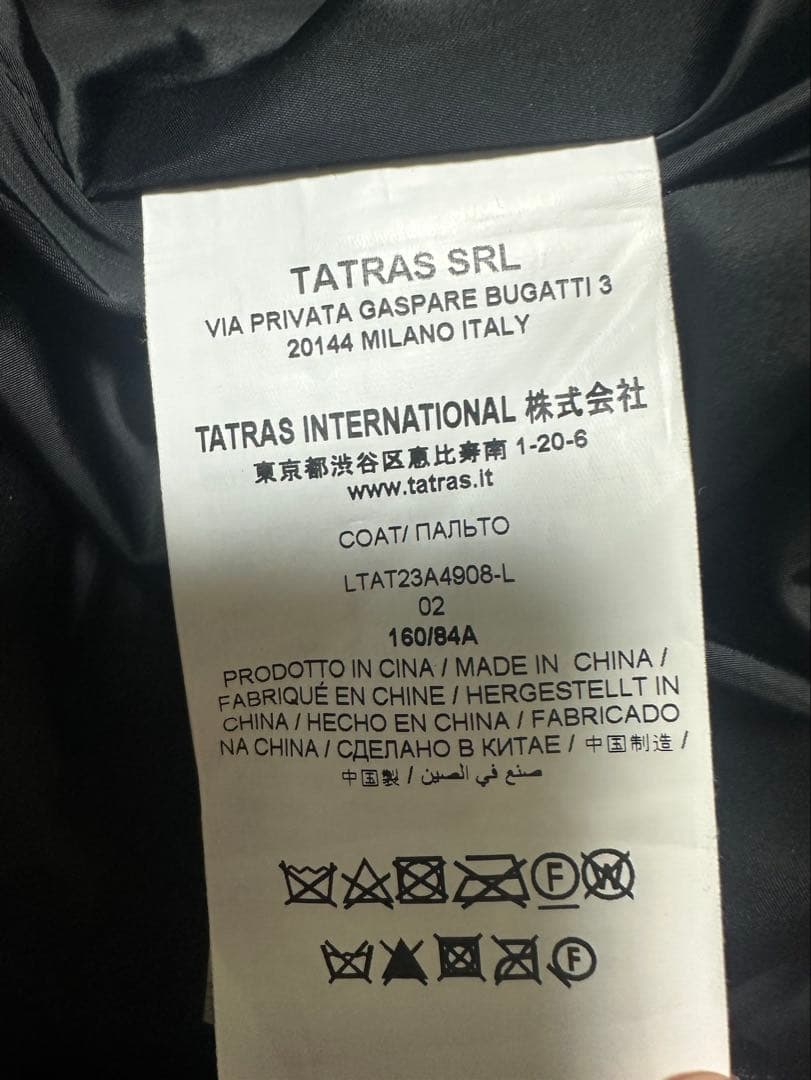 TATRAS SRL
VIA PRIVATA GASPARE BUGATTI 3
20144 MILANO ITALY
TATRAS INTERNATIONAL 株式会社
東京都渋谷区恵比寿南 1-20-6
www.tatras.it
COAT/ ПАЛЬТО
LTAT23A4908-L
02
160/84A
PRODOTTO IN CINA / MADE IN CHINA /
FABRIQUÉ EN CHINE / HERGESTELLT IN
CHINA / HECHO EN CHINA / FABRICADO
NA CHINA / СДЕЛАНО В КИТАЕ / 中国制造 /
中国製 / صنع في الصين
F W
F